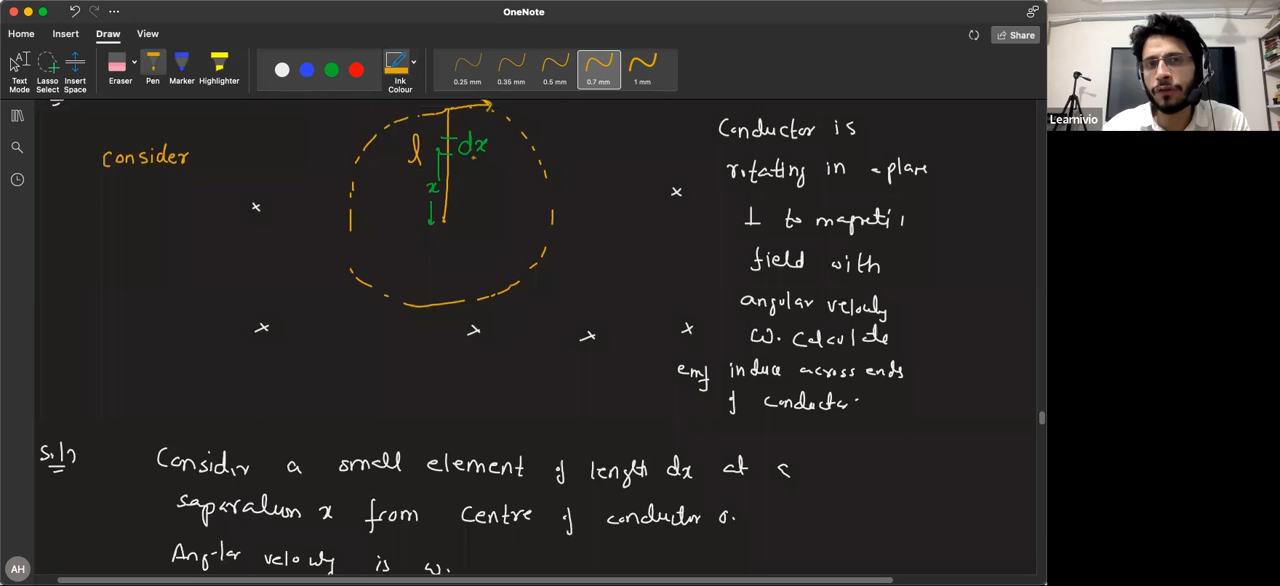 OneNote
Home Insert Draw View
Share
Text Mode
Lasso Select
Insert Space
Eraser
Pen
Marker
Highlighter
Ink Colour
0.25 mm
0.35 mm
0.5 mm
0.7 mm
1 mm
Learnivio
consider
l
dx
x
Conductor is
rotating in a plane
⊥ to magnetic
field with
angular velocity
ω. Calculate
emf induce across ends
of conductor.
Soln
Consider a small element of length dx at a
separation x from centre of conductor o.
Angular velocity is ω.
AH